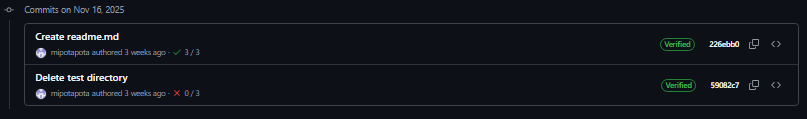 Commits on Nov 16, 2025
Create readme.md
mipotapota authored 3 weeks ago · ✓ 3 / 3
Verified 226ebb0
Delete test directory
mipotapota authored 3 weeks ago · ✗ 0 / 3
Verified 59082c7